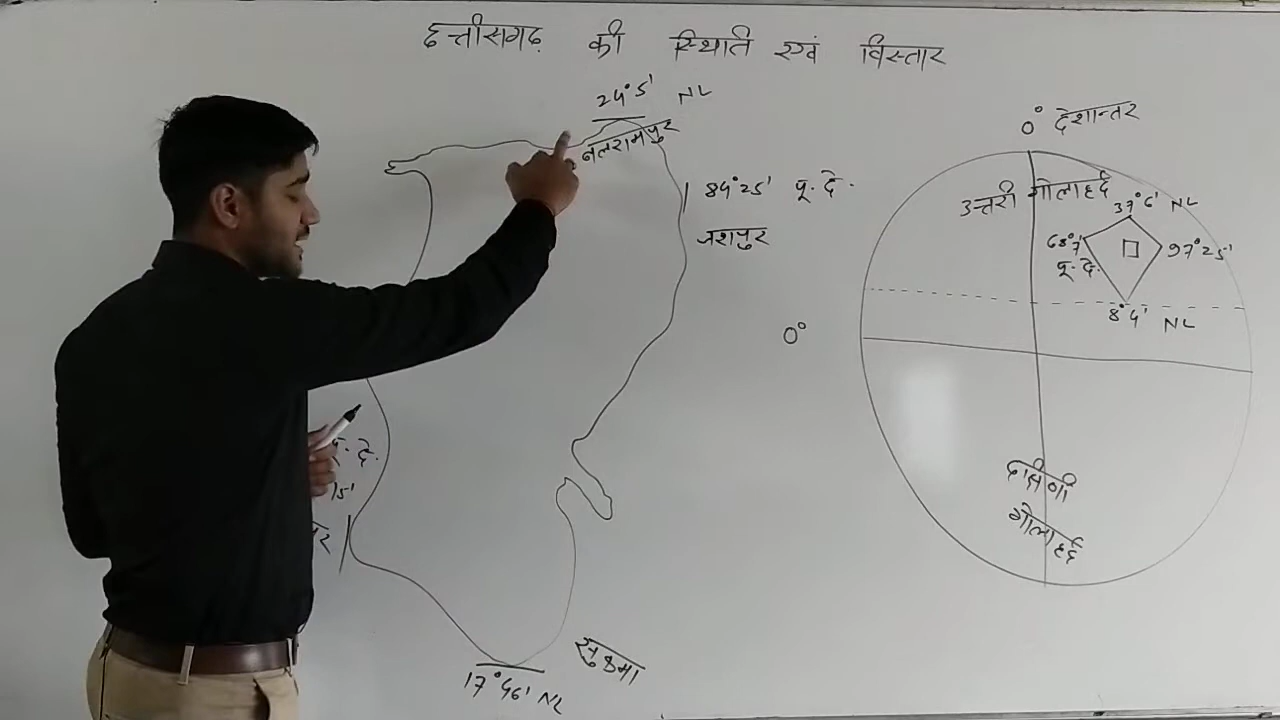 छत्तीसगढ़ की स्थिति एवं विस्तार
24°5' NL
बलरामपुर
84°25' पू. दे.
जशपुर
पू. दे.
15'
17°46' NL
सुकमा
0° देशान्तर
उत्तरी गोलार्द्ध
37°6' NL
68°7'
पू. दे.
97°25'
8°4' NL
0°
दक्षिणी
गोलार्द्ध